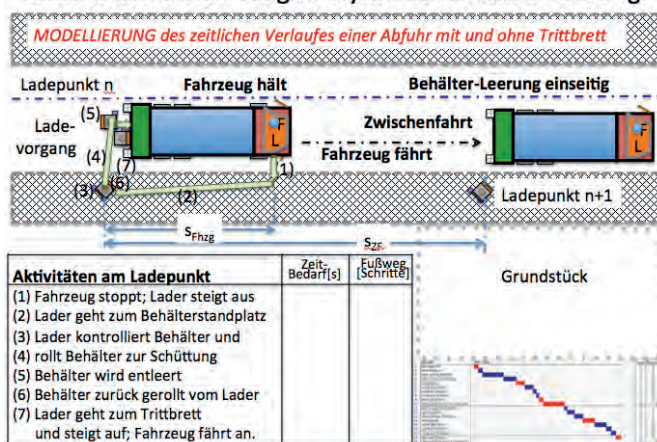 MODELLIERUNG des zeitlichen Verlaufes einer Abfuhr mit und ohne Trittbrett
Ladepunkt n
Fahrzeug hält
Behälter-Leerung einseitig
(5)
Lade-
vorgang
F
L
Zwischenfahrt
Fahrzeug fährt
(4)
(7)
(1)
(3)
(6)
(2)
Ladepunkt n+1
sFhzg
sZF
Aktivitäten am Ladepunkt
Zeit-
Bedarf[s]
Fußweg
[Schritte]
Grundstück
(1) Fahrzeug stoppt; Lader steigt aus
(2) Lader geht zum Behälterstandplatz
(3) Lader kontrolliert Behälter und
(4) rollt Behälter zur Schüttung
(5) Behälter wird entleert
(6) Behälter zurück gerollt vom Lader
(7) Lader geht zum Trittbrett
und steigt auf; Fahrzeug fährt an.